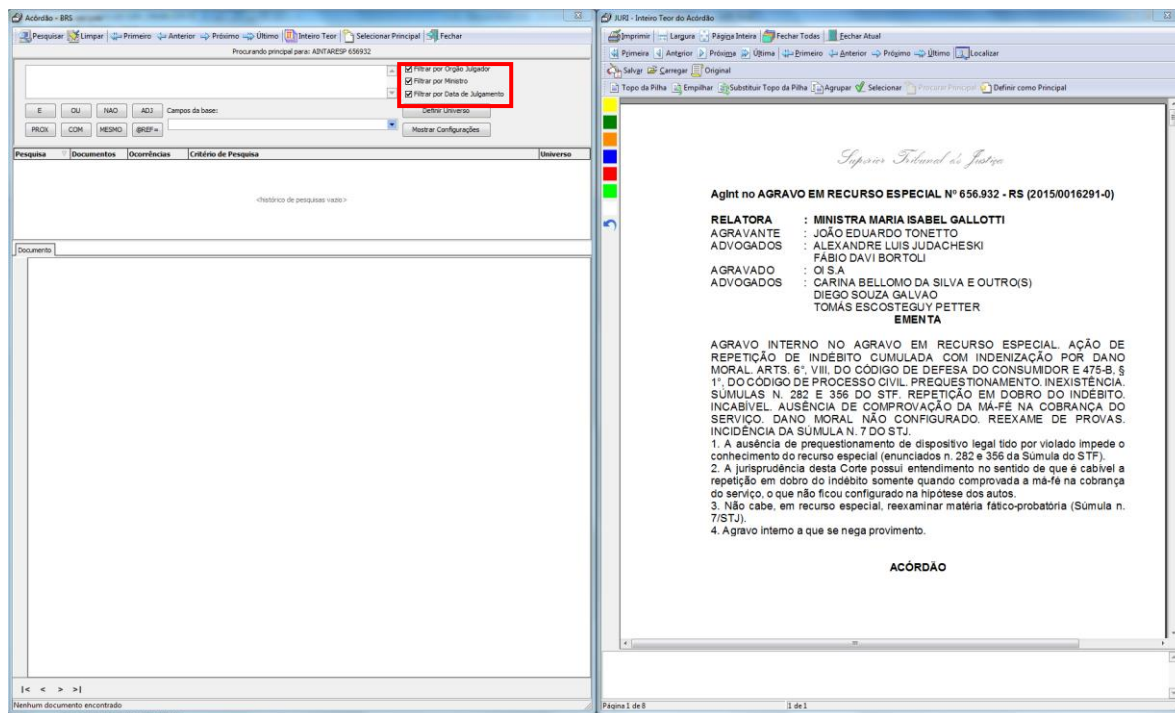 Acórdão - BRS
Pesquisar Limpar Primeiro Anterior Próximo Último Inteiro Teor Selecionar Principal Fechar
Procurando principal para: AINTARESP 656932
Filtrar por Órgão Julgador
Filtrar por Ministro
Filtrar por Data de Julgamento
E OU NAO ADJ Campos da base: Definir Universo
PROX COM MESMO @REF= Mostrar Configurações
Pesquisa Documentos Ocorrências Critério de Pesquisa Universo
<histórico de pesquisas vazio>
Documento
|< < > >|
Nenhum documento encontrado
JURI - Inteiro Teor do Acórdão
Imprimir Largura Página Inteira Fechar Todas Fechar Atual
Primeira Anterior Próxima Última Primeiro Anterior Próximo Último Localizar
Salvar Carregar Original
Topo da Pilha Empilhar Substituir Topo da Pilha Agrupar Selecionar Procurar Principal Definir como Principal
Superior Tribunal de Justiça
AgInt no AGRAVO EM RECURSO ESPECIAL Nº 656.932 - RS (2015/0016291-0)
RELATORA : MINISTRA MARIA ISABEL GALLOTTI
AGRAVANTE : JOÃO EDUARDO TONETTO
ADVOGADOS : ALEXANDRE LUIS JUDACHESKI
FÁBIO DAVI BORTOLI
AGRAVADO : OI S.A
ADVOGADOS : CARINA BELLOMO DA SILVA E OUTRO(S)
DIEGO SOUZA GALVAO
TOMÁS ESCOSTEGUY PETTER
EMENTA
AGRAVO INTERNO NO AGRAVO EM RECURSO ESPECIAL. AÇÃO DE
REPETIÇÃO DE INDÉBITO CUMULADA COM INDENIZAÇÃO POR DANO
MORAL. ARTS. 6°, VIII, DO CÓDIGO DE DEFESA DO CONSUMIDOR E 475-B, §
1°, DO CÓDIGO DE PROCESSO CIVIL. PREQUESTIONAMENTO. INEXISTÊNCIA.
SÚMULAS N. 282 E 356 DO STF. REPETIÇÃO EM DOBRO DO INDÉBITO.
INCABÍVEL. AUSÊNCIA DE COMPROVAÇÃO DA MÁ-FÉ NA COBRANÇA DO
SERVIÇO. DANO MORAL NÃO CONFIGURADO. REEXAME DE PROVAS.
INCIDÊNCIA DA SÚMULA N. 7 DO STJ.
1. A ausência de prequestionamento de dispositivo legal tido por violado impede o
conhecimento do recurso especial (enunciados n. 282 e 356 da Súmula do STF).
2. A jurisprudência desta Corte possui entendimento no sentido de que é cabível a
repetição em dobro do indébito somente quando comprovada a má-fé na cobrança
do serviço, o que não ficou configurado na hipótese dos autos.
3. Não cabe, em recurso especial, reexaminar matéria fático-probatória (Súmula n.
7/STJ).
4. Agravo interno a que se nega provimento.
ACÓRDÃO
Página 1 de 8 1 de 1